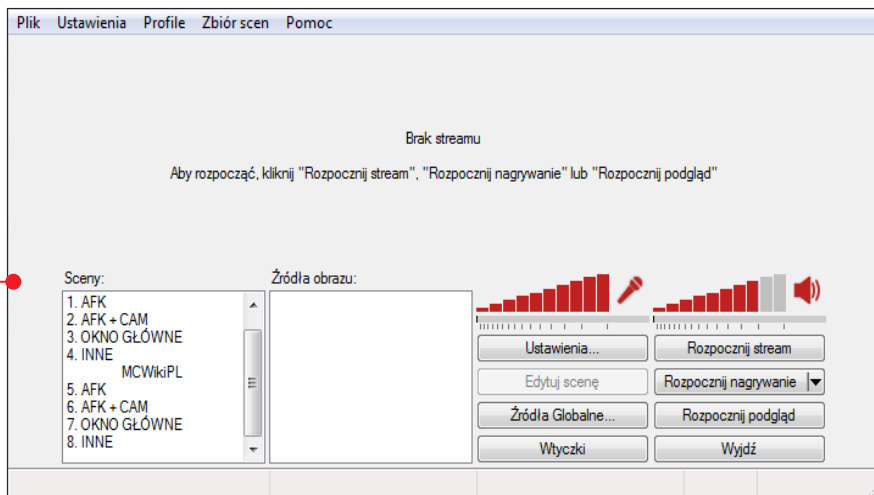 Plik Ustawienia Profile Zbiór scen Pomoc
Brak streamu
Aby rozpocząć, kliknij "Rozpocznij stream", "Rozpocznij nagrywanie" lub "Rozpocznij podgląd"
Sceny:
1. AFK
2. AFK + CAM
3. OKNO GŁÓWNE
4. INNE
MCWikiPL
5. AFK
6. AFK + CAM
7. OKNO GŁÓWNE
8. INNE
Źródła obrazu:
Ustawienia... Rozpocznij stream
Edytuj scenę Rozpocznij nagrywanie
Źródła Globalne... Rozpocznij podgląd
Wtyczki Wyjdź